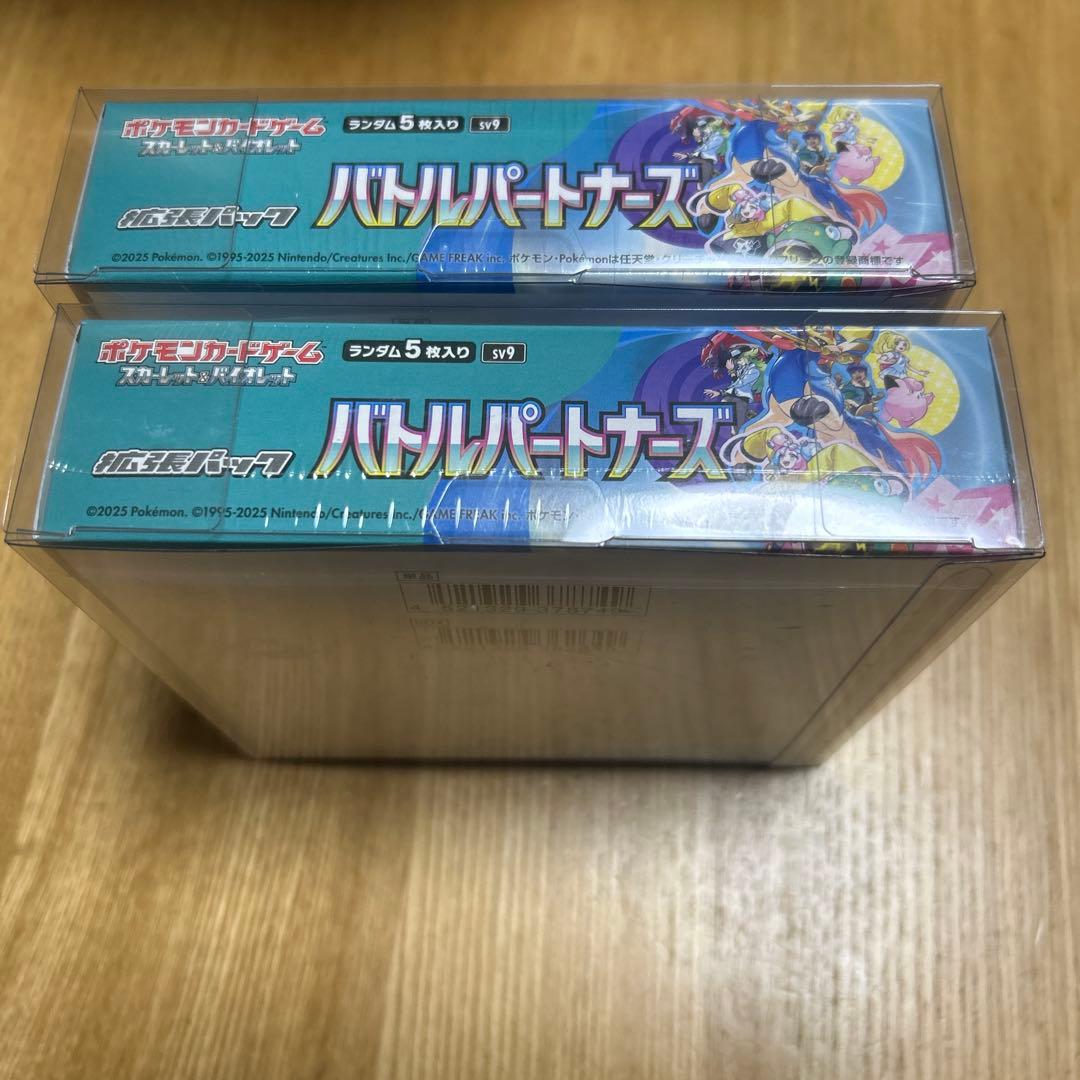 ポケモンカードゲーム
スカーレット&バイオレット
ランダム5枚入り sv9
拡張パック
バトルパートナーズ
©2025 Pokémon. ©1995-2025 Nintendo/Creatures Inc./GAME FREAK inc. ポケモン・Pokémonは任天堂・クリーチ フリークの登録商標です
ポケモンカードゲーム
スカーレット&バイオレット
ランダム5枚入り sv9
拡張パック
バトルパートナーズ
©2025 Pokémon. ©1995-2025 Nintendo/Creatures Inc./GAME FREAK inc. ポケモン・
単品
BOX